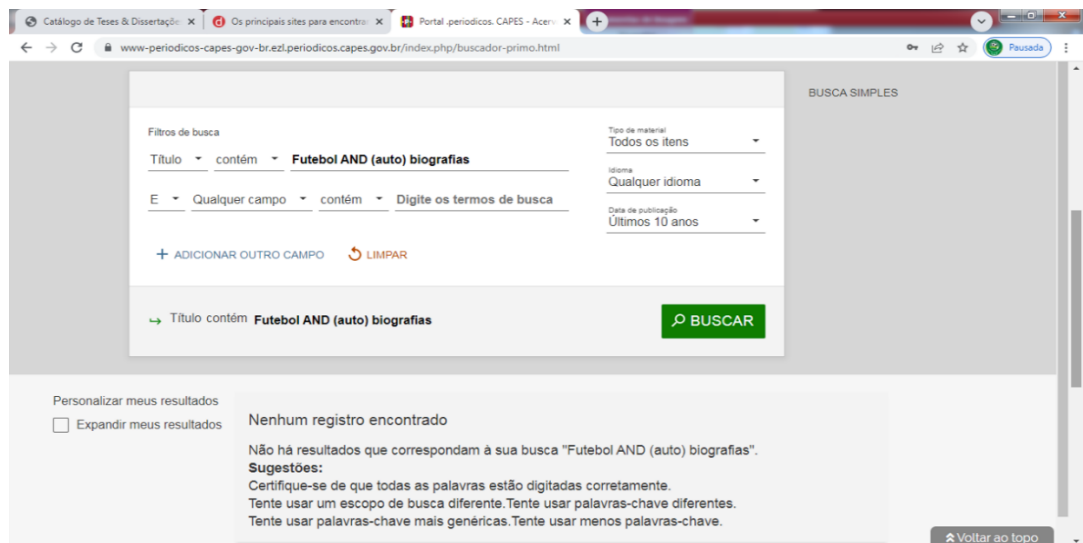 Catálogo de Teses & Dissertaçõe
Os principais sites para encontra
Portal .periodicos. CAPES - Acerv
www-periodicos-capes-gov-br.ezl.periodicos.capes.gov.br/index.php/buscador-primo.html
Pausada
BUSCA SIMPLES
Filtros de busca
Título contém Futebol AND (auto) biografias
E Qualquer campo contém Digite os termos de busca
Tipo de material
Todos os itens
Idioma
Qualquer idioma
Data de publicação
Últimos 10 anos
+ ADICIONAR OUTRO CAMPO LIMPAR
Título contém Futebol AND (auto) biografias
BUSCAR
Personalizar meus resultados
Expandir meus resultados
Nenhum registro encontrado
Não há resultados que correspondam à sua busca "Futebol AND (auto) biografias".
Sugestões:
Certifique-se de que todas as palavras estão digitadas corretamente.
Tente usar um escopo de busca diferente.Tente usar palavras-chave diferentes.
Tente usar palavras-chave mais genéricas.Tente usar menos palavras-chave.
Voltar ao topo